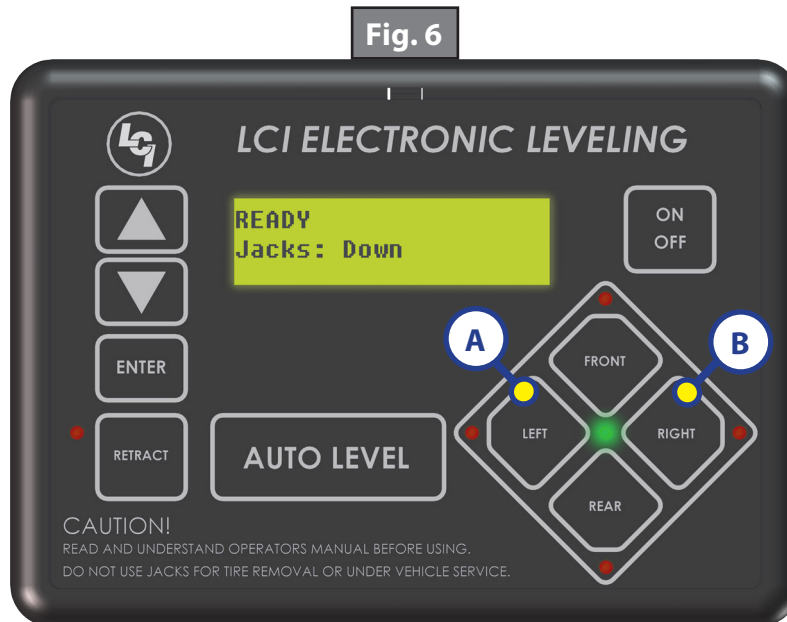 Fig. 6
LCI
LCI ELECTRONIC LEVELING
READY
Jacks: Down
ON
OFF
A
B
FRONT
ENTER
LEFT
RIGHT
RETRACT
AUTO LEVEL
REAR
CAUTION!
READ AND UNDERSTAND OPERATORS MANUAL BEFORE USING.
DO NOT USE JACKS FOR TIRE REMOVAL OR UNDER VEHICLE SERVICE.